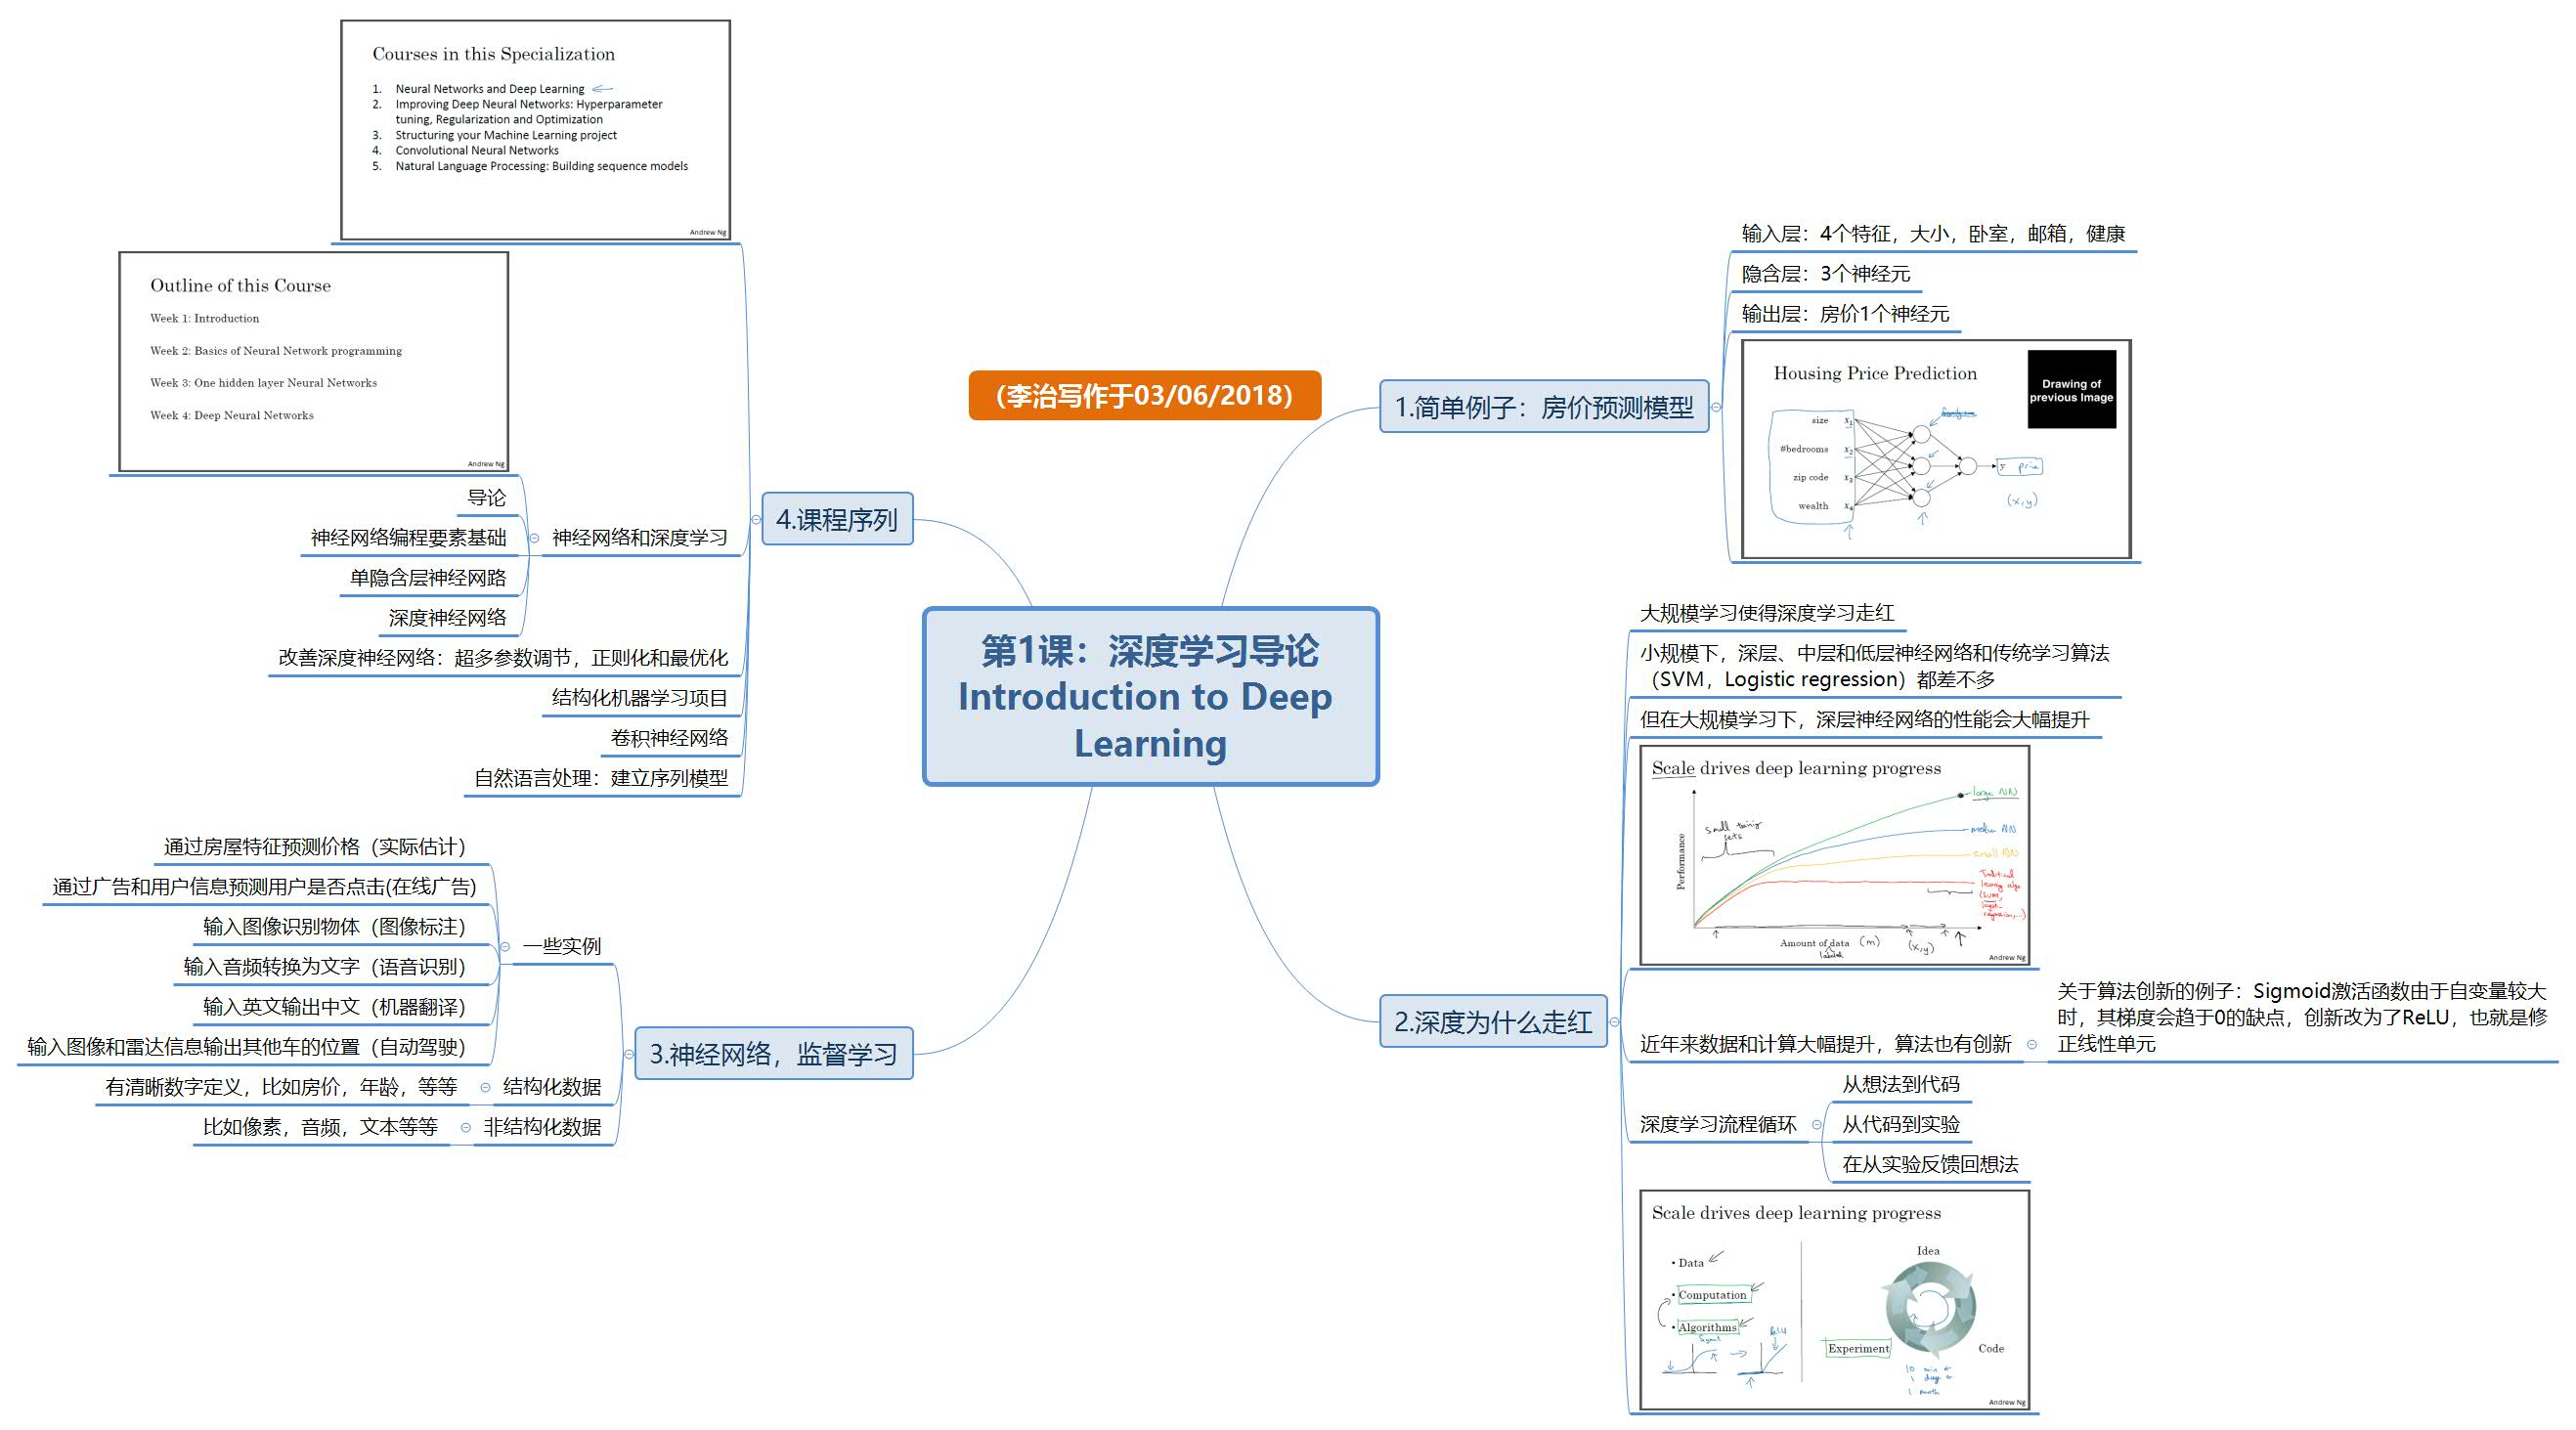 （李治写作于03/06/2018）
第1课：深度学习导论
Introduction to Deep
Learning
1.简单例子：房价预测模型
输入层：4个特征，大小，卧室，邮箱，健康
隐含层：3个神经元
输出层：房价1个神经元
Housing Price Prediction
Drawing of
previous Image
size x1
#bedrooms x2
zip code x3
wealth x4
y price
(x,y)
2.深度为什么走红
大规模学习使得深度学习走红
小规模下，深层、中层和低层神经网络和传统学习算法
（SVM，Logistic regression）都差不多
但在大规模学习下，深层神经网络的性能会大幅提升
Scale drives deep learning progress
large NN
medium NN
small NN
small training
sets
Performance
Amount of data (m)
labeled
(x,y)
Andrew Ng
近年来数据和计算大幅提升，算法也有创新
关于算法创新的例子：Sigmoid激活函数由于自变量较大
时，其梯度会趋于0的缺点，创新改为了ReLU，也就是修
正线性单元
深度学习流程循环
从想法到代码
从代码到实验
在从实验反馈回想法
Scale drives deep learning progress
• Data
• Computation
• Algorithms
ReLU
Idea
Experiment
Code
10 min
1 day
1 month
Andrew Ng
3.神经网络，监督学习
一些实例
通过房屋特征预测价格（实际估计）
通过广告和用户信息预测用户是否点击(在线广告)
输入图像识别物体（图像标注）
输入音频转换为文字（语音识别）
输入英文输出中文（机器翻译）
输入图像和雷达信息输出其他车的位置（自动驾驶）
结构化数据
有清晰数字定义，比如房价，年龄，等等
非结构化数据
比如像素，音频，文本等等
4.课程序列
Courses in this Specialization
1. Neural Networks and Deep Learning
2. Improving Deep Neural Networks: Hyperparameter
tuning, Regularization and Optimization
3. Structuring your Machine Learning project
4. Convolutional Neural Networks
5. Natural Language Processing: Building sequence models
Andrew Ng
神经网络和深度学习
Outline of this Course
Week 1: Introduction
Week 2: Basics of Neural Network programming
Week 3: One hidden layer Neural Networks
Week 4: Deep Neural Networks
Andrew Ng
导论
神经网络编程要素基础
单隐含层神经网路
深度神经网络
改善深度神经网络：超多参数调节，正则化和最优化
结构化机器学习项目
卷积神经网络
自然语言处理：建立序列模型